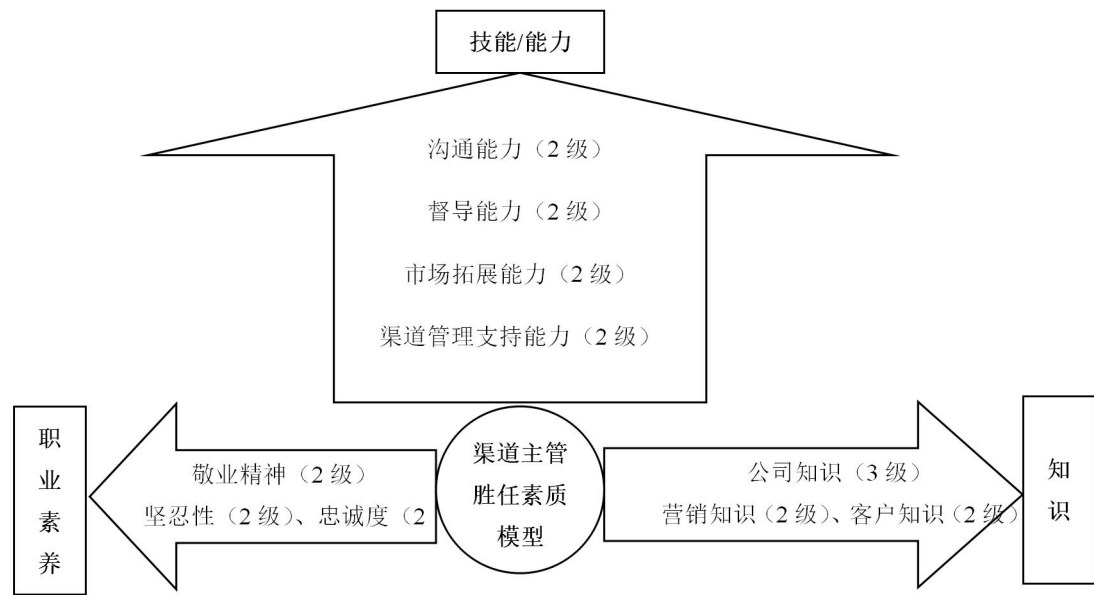 技能/能力
沟通能力（2 级）
督导能力（2 级）
市场拓展能力（2 级）
渠道管理支持能力（2 级）
职业素养
敬业精神（2 级）
坚忍性（2 级）、忠诚度（2
渠道主管
胜任素质
模型
公司知识（3 级）
营销知识（2 级）、客户知识（2 级）
知识